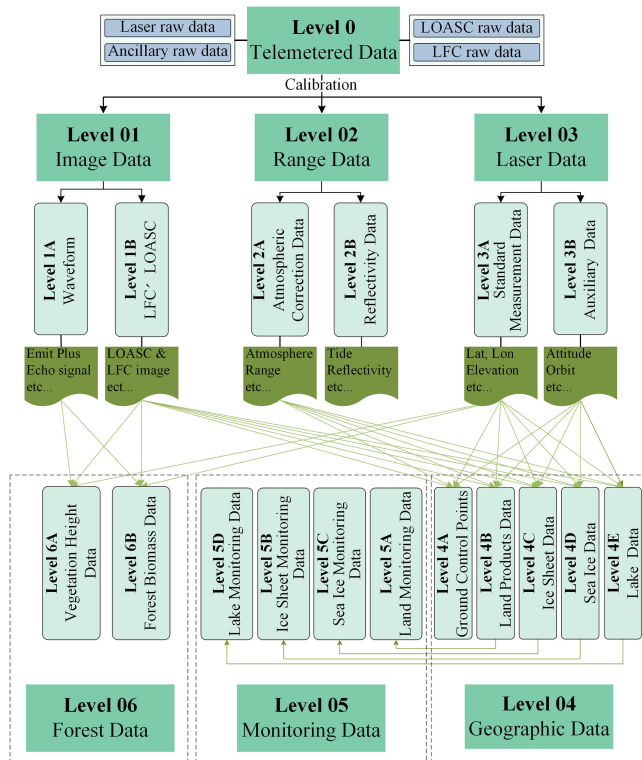 Laser raw data
Ancillary raw data
Level 0
Telemetered Data
LOASC raw data
LFC raw data
Calibration
Level 01
Image Data
Level 02
Range Data
Level 03
Laser Data
Level 1A
Waveform
Level 1B
LFC′ LOASC
Level 2A
Atmospheric
Correction Data
Level 2B
Reflectivity Data
Level 3A
Standard
Measurement Data
Level 3B
Auxiliary Data
Emit Plus
Echo signal
etc...
LOASC &
LFC image
ect...
Atmosphere
Range
etc...
Tide
Reflectivity
etc...
Lat, Lon
Elevation
etc...
Attitude
Orbit
etc...
Level 6A
Vegetation Height
Data
Level 6B
Forest Biomass Data
Level 5D
Lake Monitoring Data
Level 5B
Ice Sheet Monitoring
Data
Level 5C
Sea Ice Monitoring
Data
Level 5A
Land Monitoring Data
Level 4A
Ground Control Points
Level 4B
Land Products Data
Level 4C
Ice Sheet Data
Level 4D
Sea Ice Data
Level 4E
Lake Data
Level 06
Forest Data
Level 05
Monitoring Data
Level 04
Geographic Data